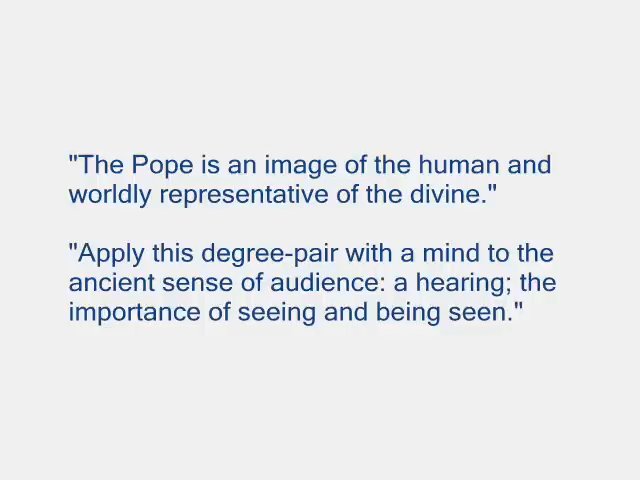 "The Pope is an image of the human and
worldly representative of the divine."
"Apply this degree-pair with a mind to the
ancient sense of audience: a hearing; the
importance of seeing and being seen."